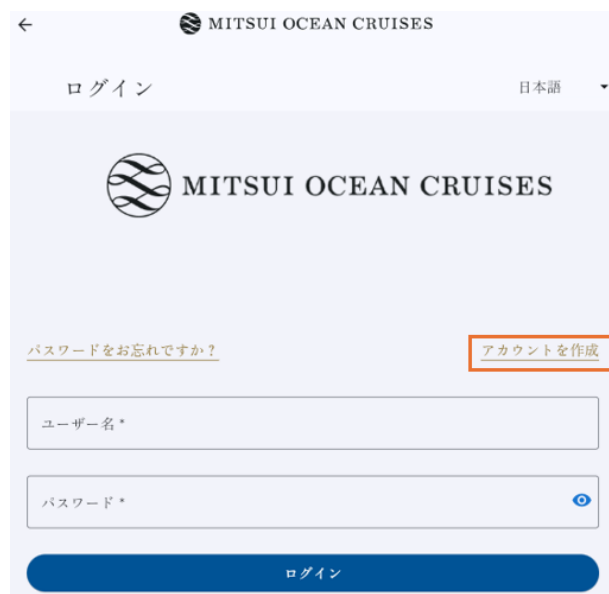 MITSUI OCEAN CRUISES
ログイン
日本語
MITSUI OCEAN CRUISES
パスワードをお忘れですか?
アカウントを作成
ユーザー名 *
パスワード *
ログイン